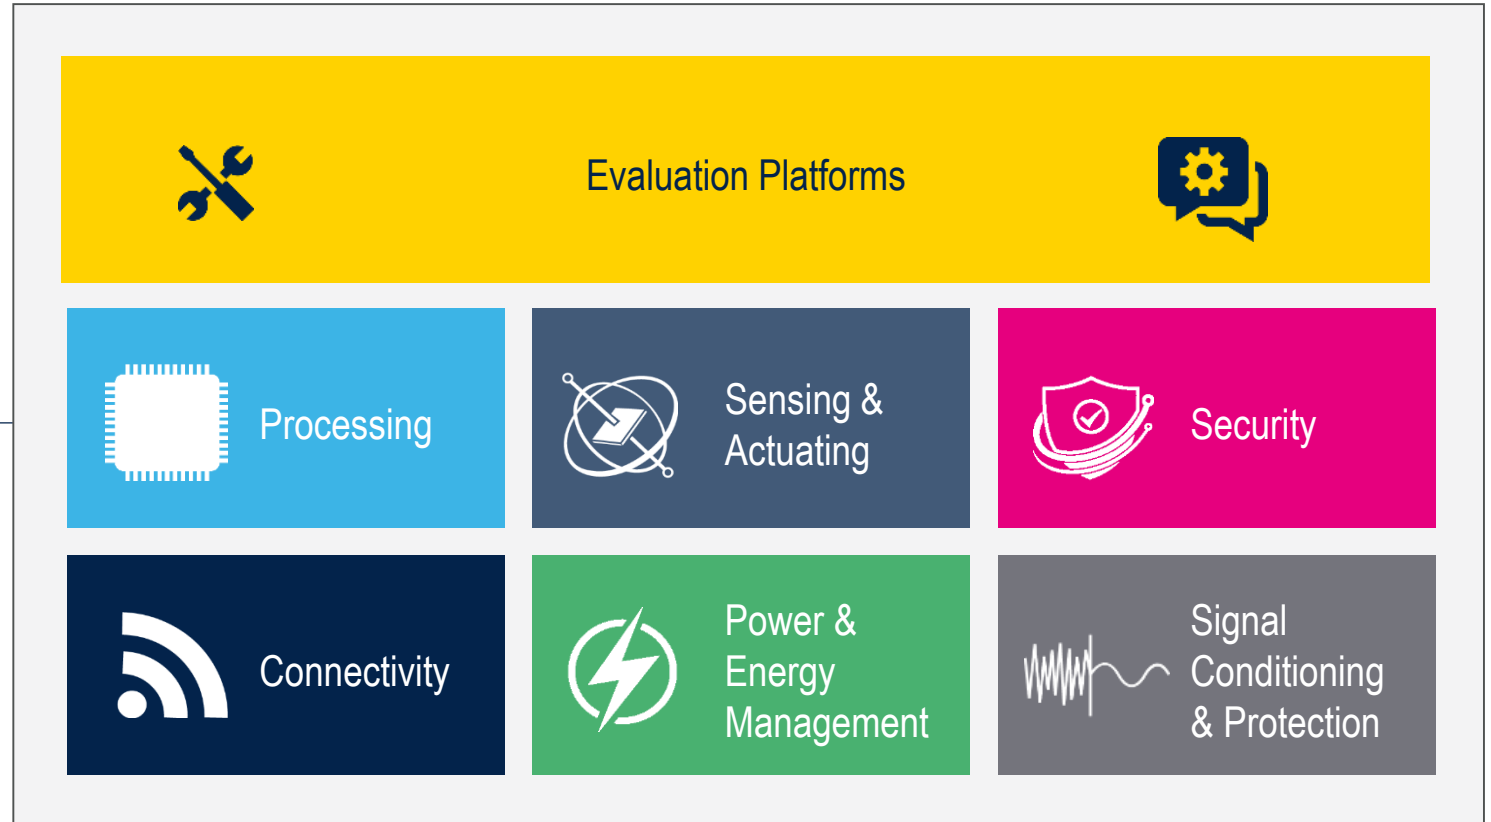 Evaluation Platforms
Processing
Sensing &
Actuating
Security
Connectivity
Power &
Energy
Management
Signal
Conditioning
& Protection